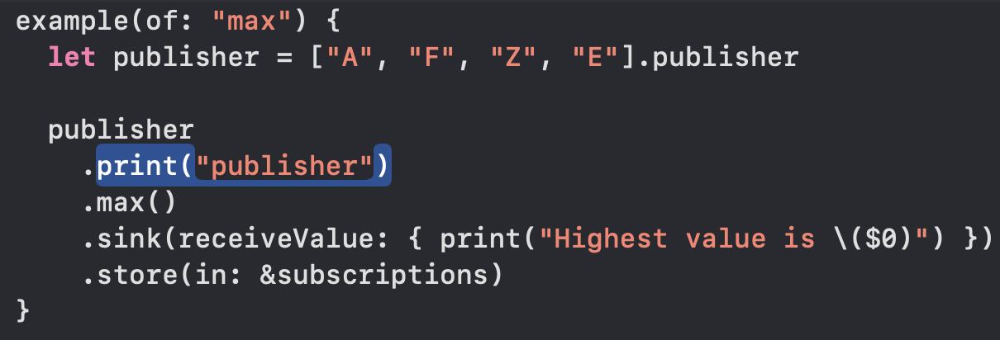 example(of: "max") {
  let publisher = ["A", "F", "Z", "E"].publisher

  publisher
    .print("publisher")
    .max()
    .sink(receiveValue: { print("Highest value is \($0)") })
    .store(in: &subscriptions)
}